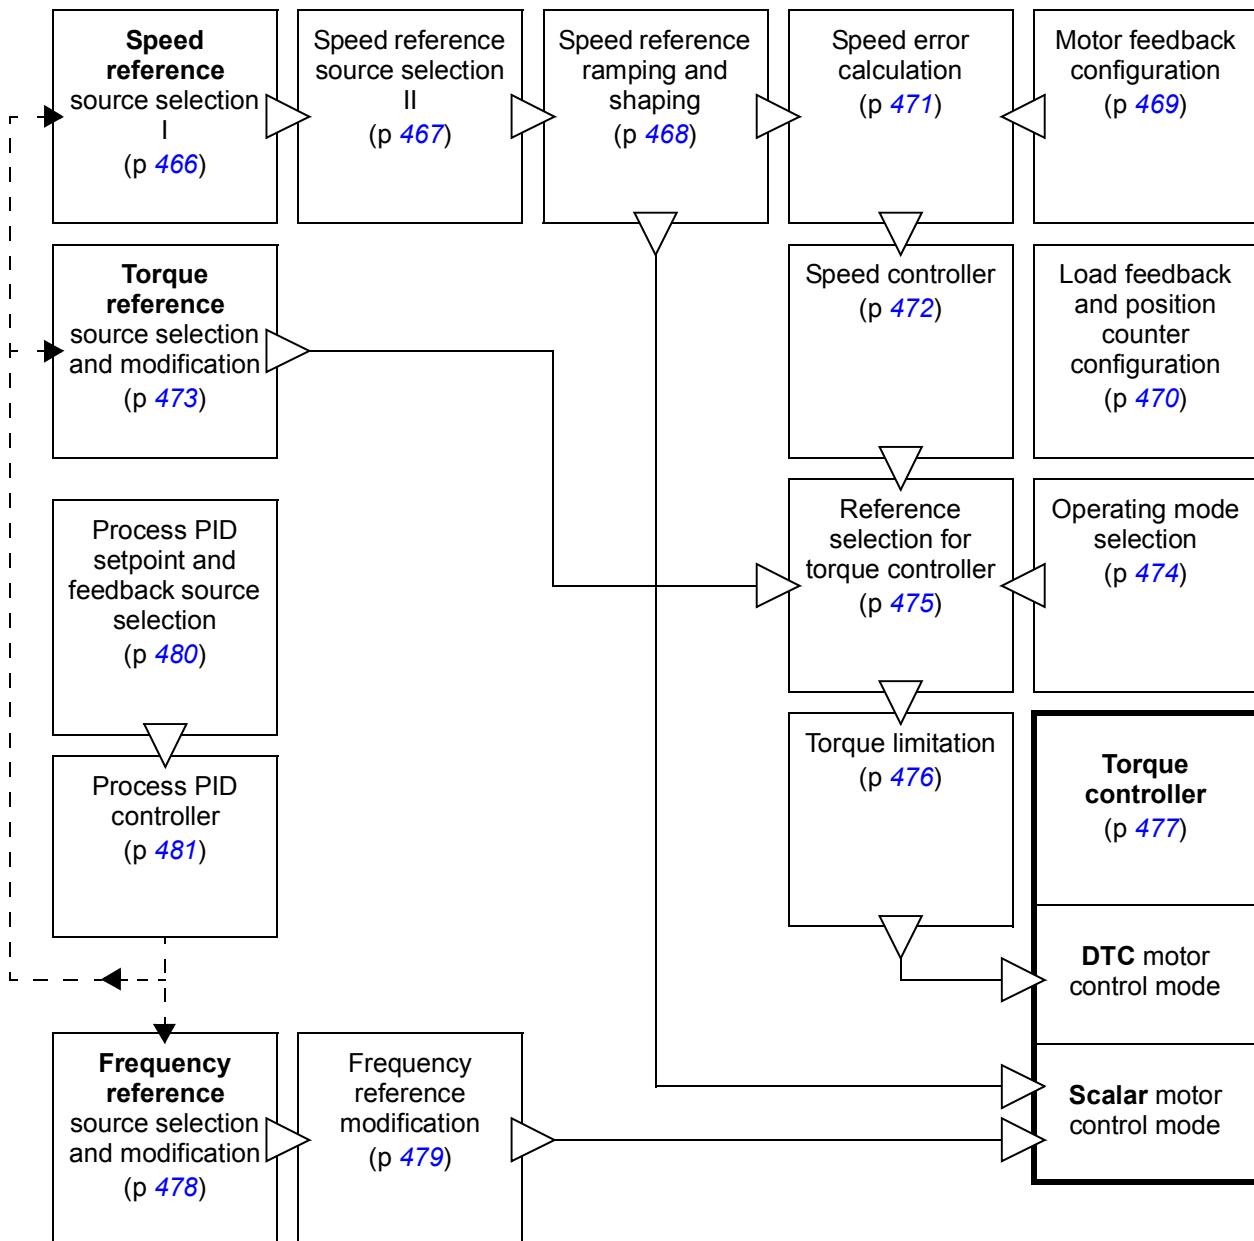 Speed
reference
source selection
I
(p 466)
Speed reference
source selection
II
(p 467)
Speed reference
ramping and
shaping
(p 468)
Speed error
calculation
(p 471)
Motor feedback
configuration
(p 469)
Torque
reference
source selection
and modification
(p 473)
Speed controller
(p 472)
Load feedback
and position
counter
configuration
(p 470)
Process PID
setpoint and
feedback source
selection
(p 480)
Reference
selection for
torque controller
(p 475)
Operating mode
selection
(p 474)
Process PID
controller
(p 481)
Torque limitation
(p 476)
Torque
controller
(p 477)
DTC motor
control mode
Scalar motor
control mode
Frequency
reference
source selection
and modification
(p 478)
Frequency
reference
modification
(p 479)